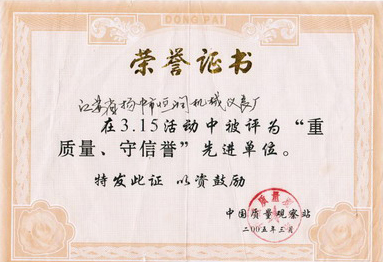 DONG PAI
荣誉证书
江苏省扬中市恒润机械仪表厂
在3.15活动中被评为“重
质量、守信誉”先进单位。
特发此证 以资鼓励
中国质量观察站
二00五年三月